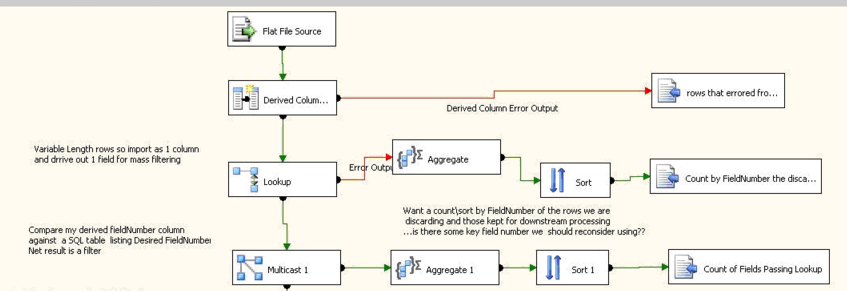 Flat File Source
Derived Colum...
rows that errored fro...
Derived Column Error Output
Variable Length rows so import as 1 column
and drrive out 1 field for mass filtering
Error Outp
Aggregate
Lookup
Sort
Count by FieldNumber the disca...
Want a count\sort by FieldNumber of the rows we are
discarding and those kept for downstream processing
...is there some key field number we should reconsider using??
Compare my derived fieldNumber column
against a SQL table listing Desired FieldNumber
Net result is a filter
Multicast 1
Aggregate 1
Sort 1
Count of Fields Passing Lookup